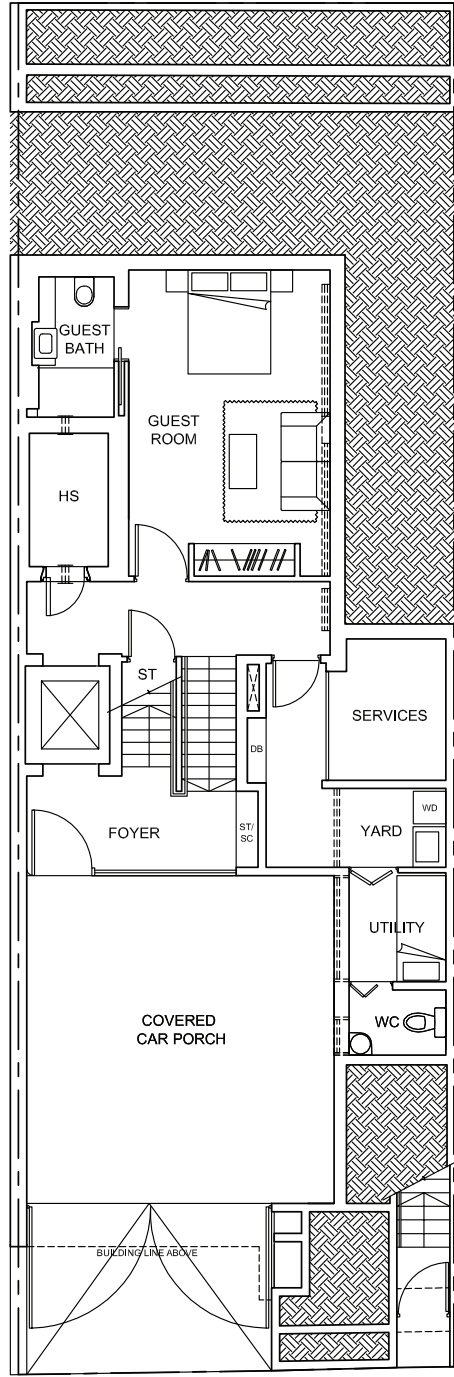 GUEST
BATH
GUEST
ROOM
HS
ST
SERVICES
DB
WD
FOYER
ST/
SC
YARD
UTILITY
COVERED
CAR PORCH
WC
BUILDING LINE ABOVE